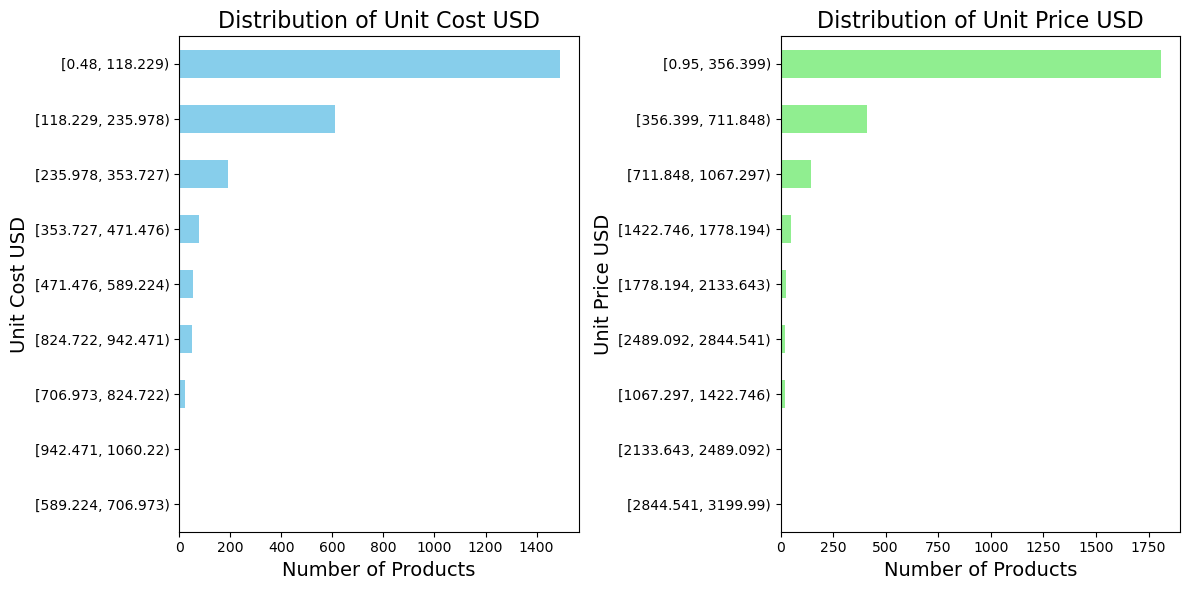 Distribution of Unit Cost USD
Unit Cost USD
[0.48, 118.229)
[118.229, 235.978)
[235.978, 353.727)
[353.727, 471.476)
[471.476, 589.224)
[824.722, 942.471)
[706.973, 824.722)
[942.471, 1060.22)
[589.224, 706.973)
0 200 400 600 800 1000 1200 1400
Number of Products
Distribution of Unit Price USD
Unit Price USD
[0.95, 356.399)
[356.399, 711.848)
[711.848, 1067.297)
[1422.746, 1778.194)
[1778.194, 2133.643)
[2489.092, 2844.541)
[1067.297, 1422.746)
[2133.643, 2489.092)
[2844.541, 3199.99)
0 250 500 750 1000 1250 1500 1750
Number of Products